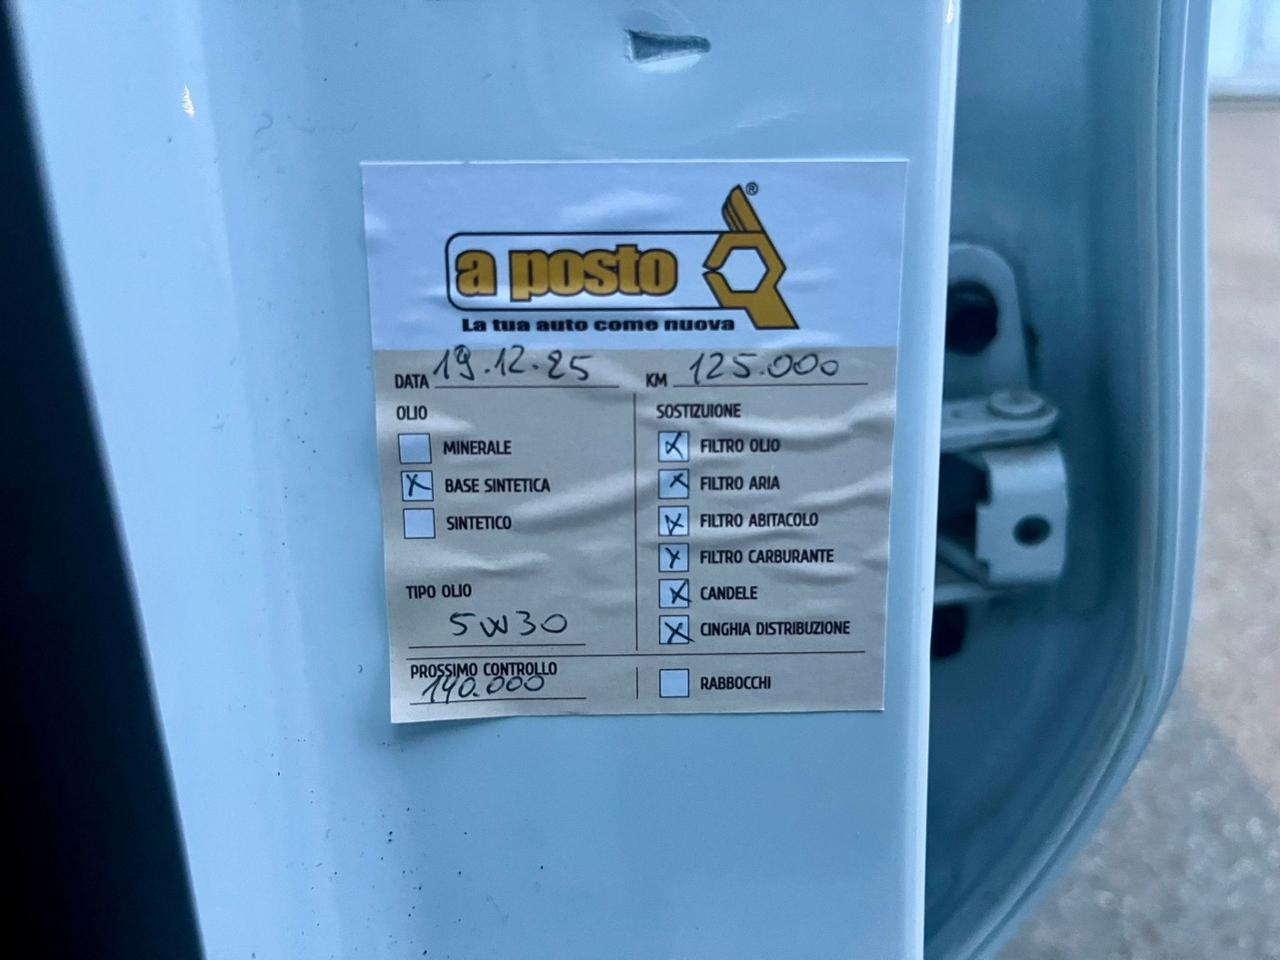 ®
a posto
La tua auto come nuova
DATA 19.12.25
KM 125.000
OLIO
MINERALE
X BASE SINTETICA
SINTETICO
TIPO OLIO
5W30
PROSSIMO CONTROLLO
140.000
SOSTIZUIONE
X FILTRO OLIO
X FILTRO ARIA
X FILTRO ABITACOLO
X FILTRO CARBURANTE
X CANDELE
X CINGHIA DISTRIBUZIONE
RABBOCCHI